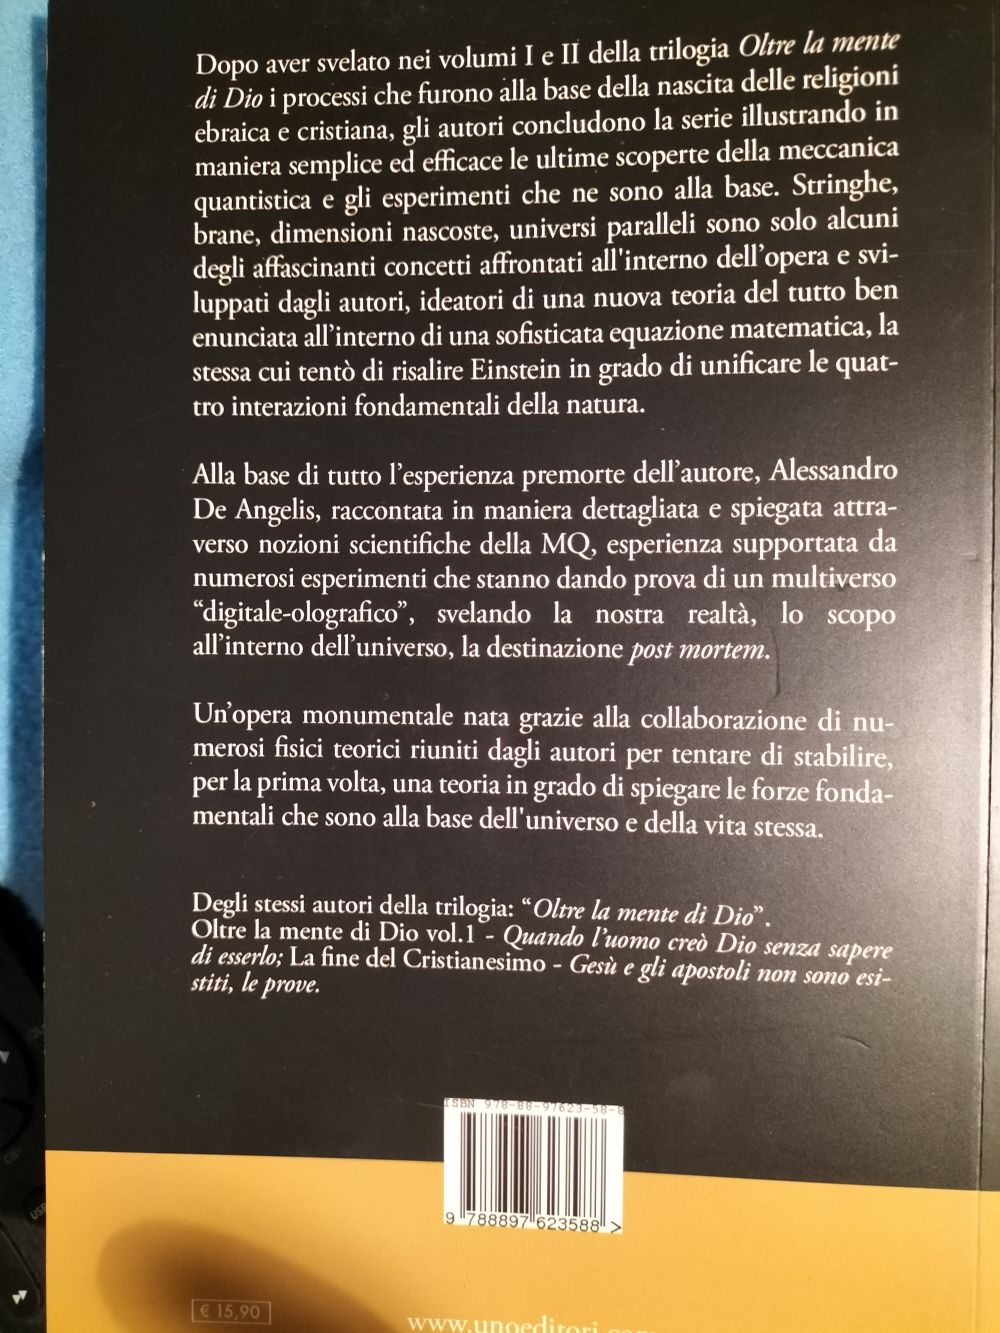 Dopo aver svelato nei volumi I e II della trilogia Oltre la mente
di Dio i processi che furono alla base della nascita delle religioni
ebraica e cristiana, gli autori concludono la serie illustrando in
maniera semplice ed efficace le ultime scoperte della meccanica
quantistica e gli esperimenti che ne sono alla base. Stringhe,
brane, dimensioni nascoste, universi paralleli sono solo alcuni
degli affascinanti concetti affrontati all'interno dell'opera e svi-
luppati dagli autori, ideatori di una nuova teoria del tutto ben
enunciata all'interno di una sofisticata equazione matematica, la
stessa cui tentò di risalire Einstein in grado di unificare le quat-
tro interazioni fondamentali della natura.
Alla base di tutto l'esperienza premorte dell'autore, Alessandro
De Angelis, raccontata in maniera dettagliata e spiegata attra-
verso nozioni scientifiche della MQ, esperienza supportata da
numerosi esperimenti che stanno dando prova di un multiverso
“digitale-olografico”, svelando la nostra realtà, lo scopo
all'interno dell'universo, la destinazione post mortem.
Un'opera monumentale nata grazie alla collaborazione di nu-
merosi fisici teorici riuniti dagli autori per tentare di stabilire,
per la prima volta, una teoria in grado di spiegare le forze fonda-
mentali che sono alla base dell'universo e della vita stessa.
Degli stessi autori della trilogia: “Oltre la mente di Dio”.
Oltre la mente di Dio vol.1 - Quando l'uomo creò Dio senza sapere
di esserlo; La fine del Cristianesimo - Gesù e gli apostoli non sono esi-
stiti, le prove.
ISBN 978-88-97623-58-8
9 788897 623588 >
€ 15,90
www.unoeditori.com
USB